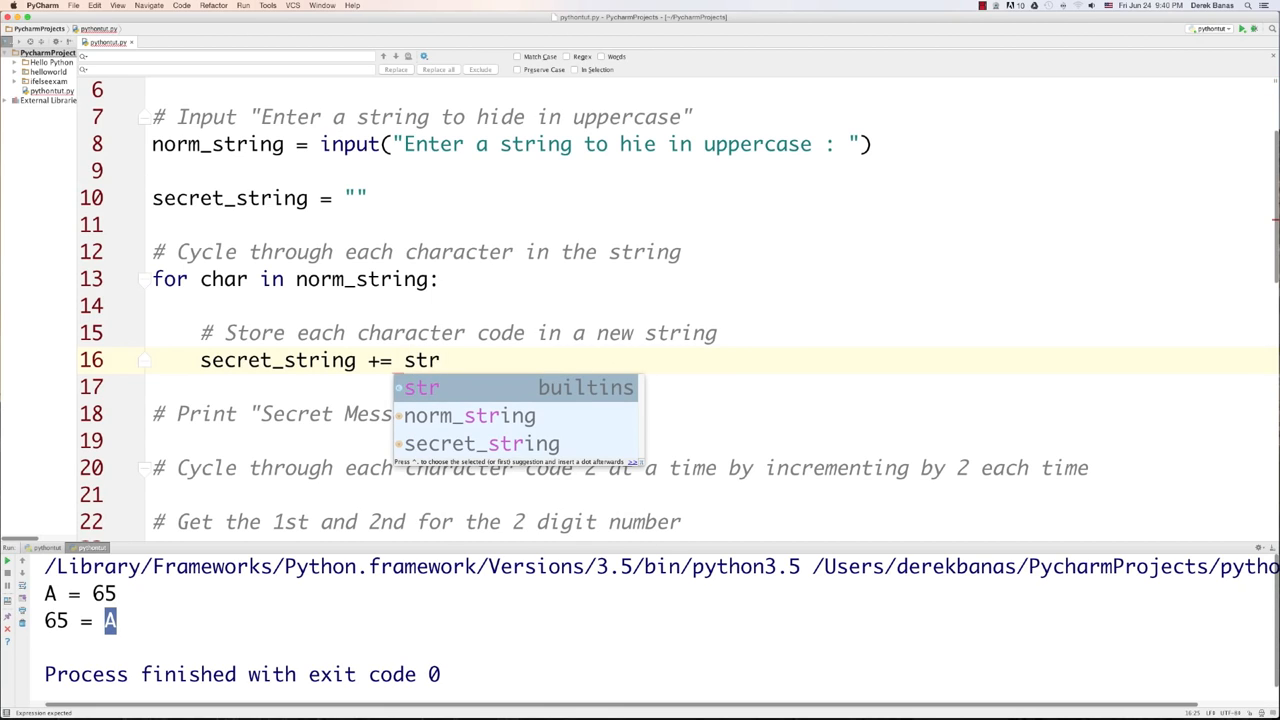 PyCharm File Edit View Navigate Code Refactor Run Tools VCS Window Help 10 Fri Jun 24 9:40 PM Derek Banas
pythontut.py - PycharmProjects - [~/PycharmProjects]
PycharmProjects pythontut.py pythontut
pythontut.py
PycharmProject
Hello Python
helloworld
ifelseexam
pythontut.py
External Librarie
Match Case Regex Words
Replace Replace all Exclude Preserve Case In Selection
6
7 # Input "Enter a string to hide in uppercase"
8 norm_string = input("Enter a string to hie in uppercase : ")
9
10 secret_string = ""
11
12 # Cycle through each character in the string
13 for char in norm_string:
14
15 # Store each character code in a new string
16 secret_string += str
str builtins
norm_string
secret_string
Press ^. to choose the selected (or first) suggestion and insert a dot afterwards >>
17
18 # Print "Secret Mess
19
20 # Cycle through each character code 2 at a time by incrementing by 2 each time
21
22 # Get the 1st and 2nd for the 2 digit number
Run: pythontut pythontut
/Library/Frameworks/Python.framework/Versions/3.5/bin/python3.5 /Users/derekbanas/PycharmProjects/pytho
A = 65
65 = A
Process finished with exit code 0
Expression expected 16:25 LF UTF-8